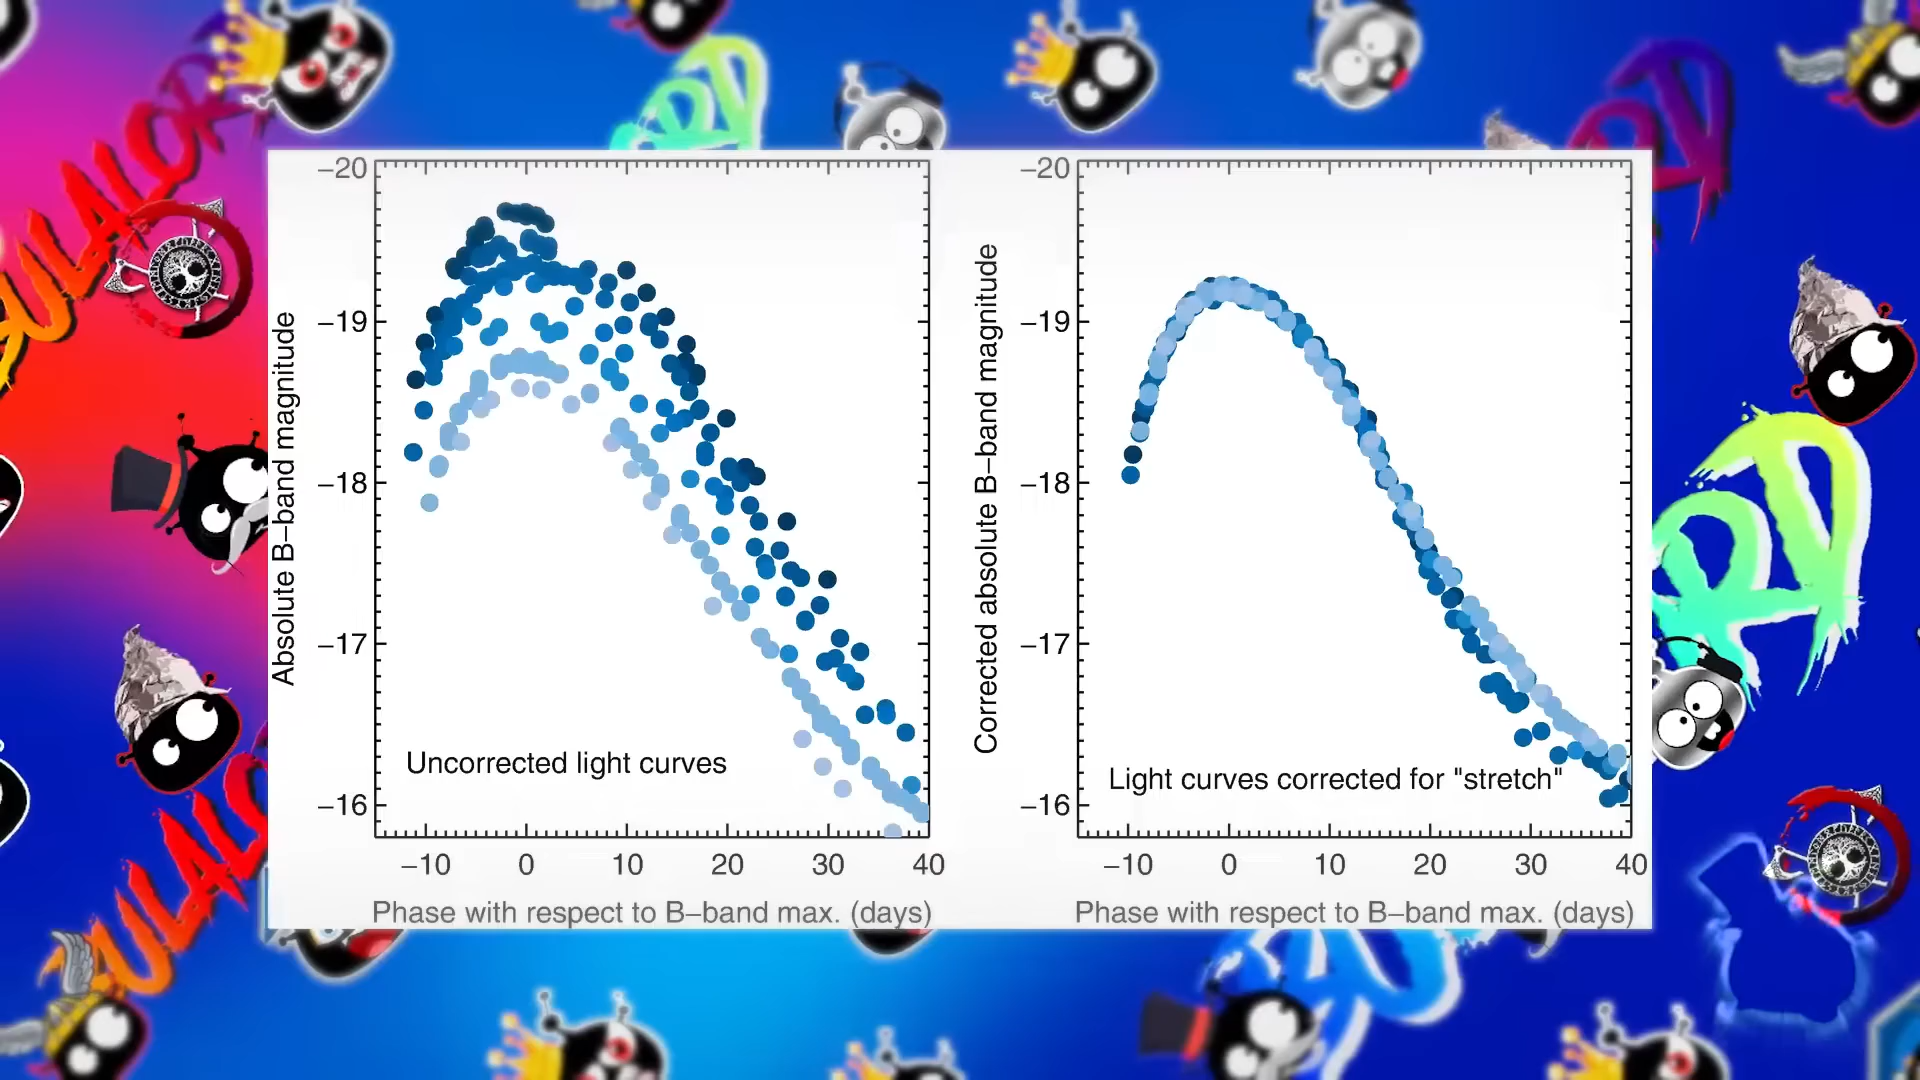 Absolute B–band magnitude
–20
–19
–18
–17
–16
Uncorrected light curves
–10 0 10 20 30 40
Phase with respect to B–band max. (days)
Corrected absolute B–band magnitude
–20
–19
–18
–17
–16
Light curves corrected for "stretch"
–10 0 10 20 30 40
Phase with respect to B–band max. (days)